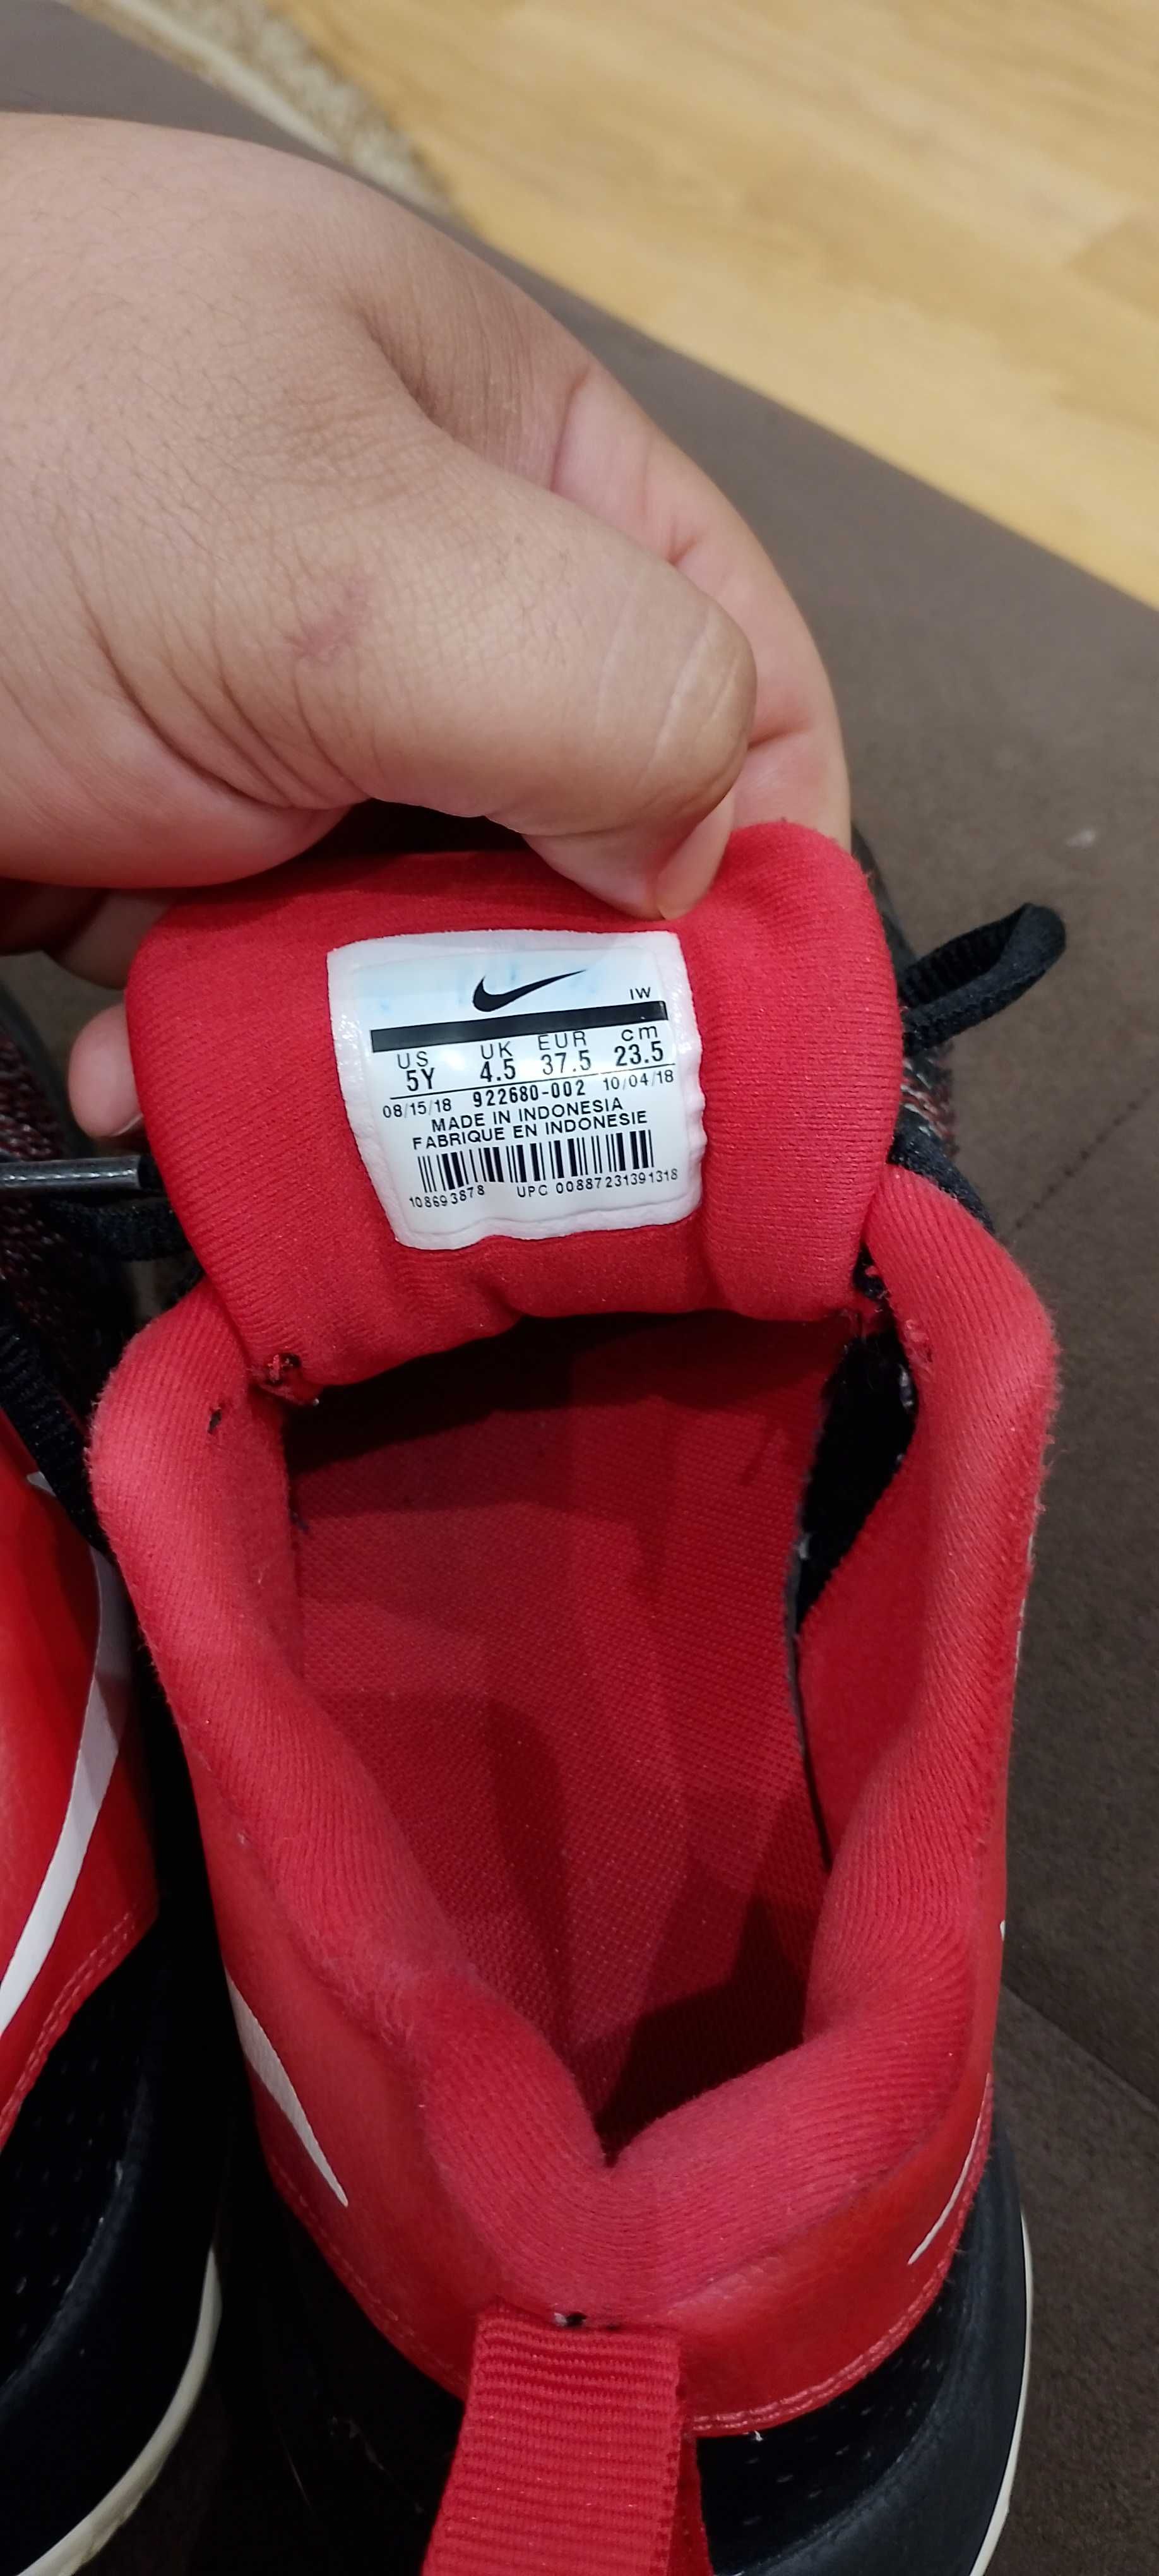 IW
US UK EUR cm
5Y 4.5 37.5 23.5
08/15/18 922680-002 10/04/18
MADE IN INDONESIA
FABRIQUE EN INDONESIE
108693878 UPC 00887231391318